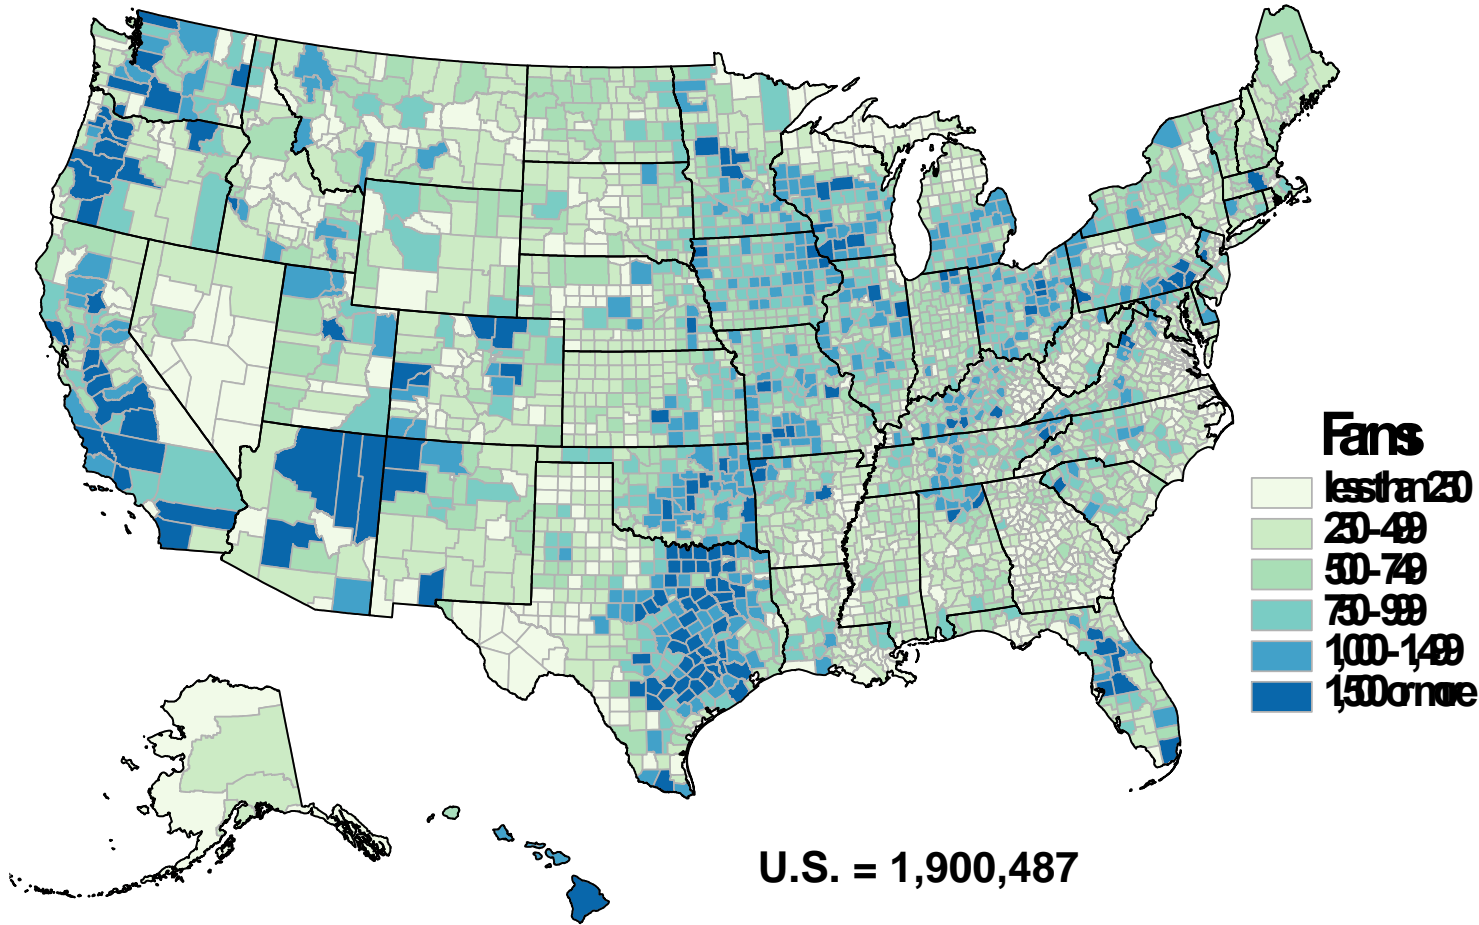 Farms
less than 250
250 - 499
500 - 749
750 - 999
1,000 - 1,499
1,500 or more
U.S. = 1,900,487